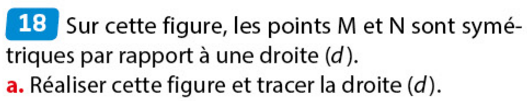 18 Sur cette figure, les points M et N sont symé-
triques par rapport à une droite (d).
a. Réaliser cette figure et tracer la droite (d).